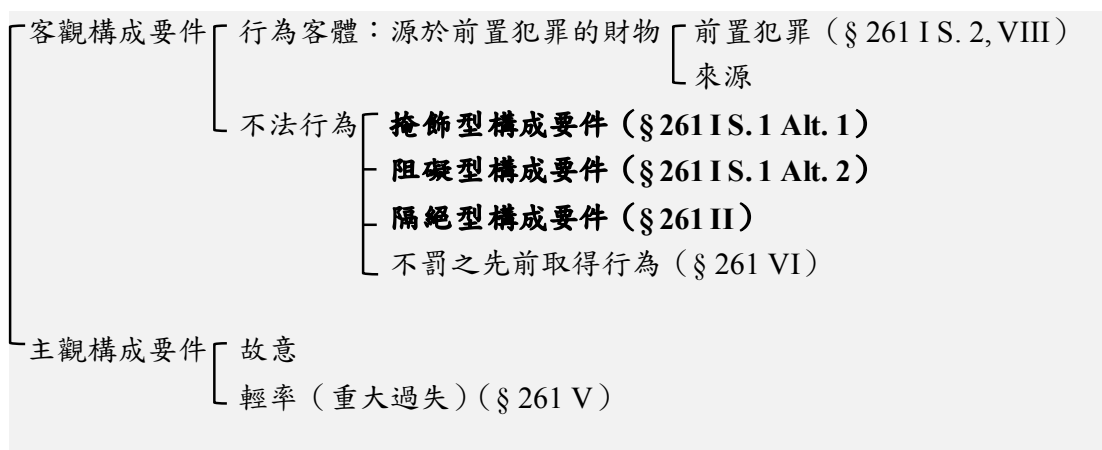 客觀構成要件 行為客體：源於前置犯罪的財物 前置犯罪（§ 261 I S. 2, VIII）
來源
不法行為 掩飾型構成要件（§ 261 I S. 1 Alt. 1）
阻礙型構成要件（§ 261 I S. 1 Alt. 2）
隔絕型構成要件（§ 261 II）
不罰之先前取得行為（§ 261 VI）
主觀構成要件 故意
輕率（重大過失）（§ 261 V）